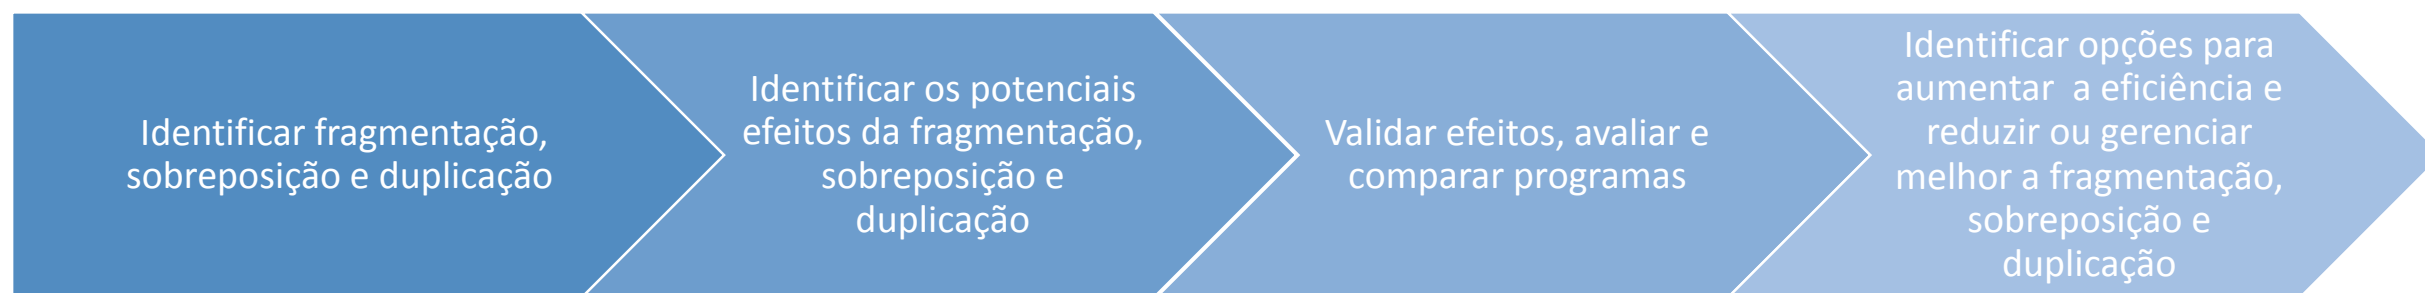 Identificar fragmentação,
sobreposição e duplicação
Identificar os potenciais
efeitos da fragmentação,
sobreposição e
duplicação
Validar efeitos, avaliar e
comparar programas
Identificar opções para
aumentar  a eficiência e
reduzir ou gerenciar
melhor a fragmentação,
sobreposição e
duplicação